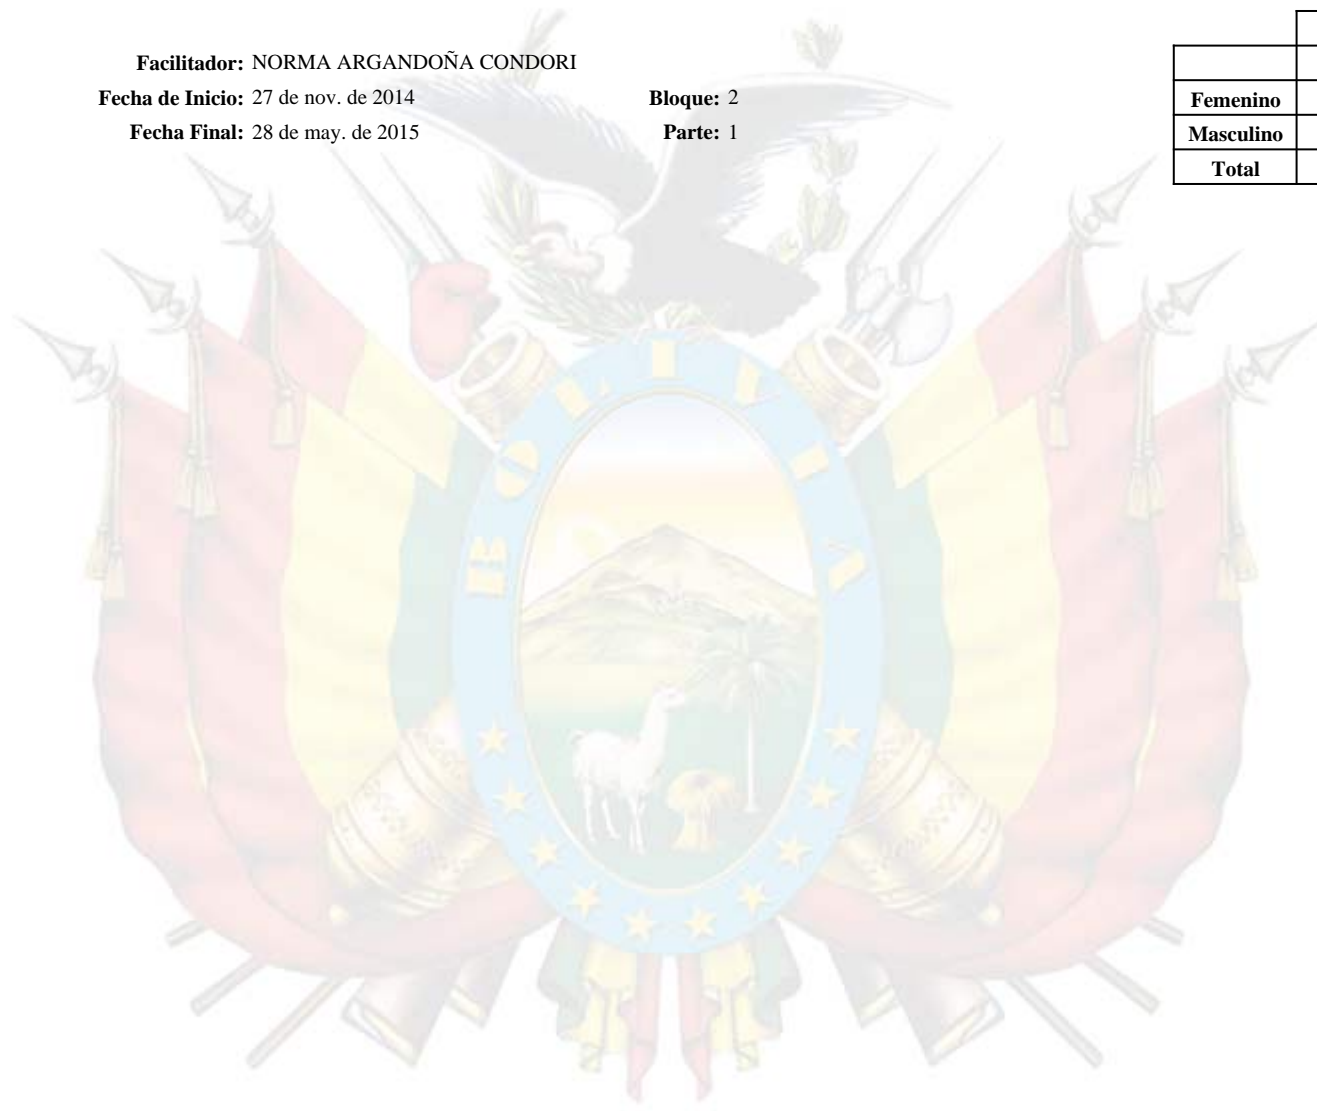 Facilitador: NORMA ARGANDOÑA CONDORI
Fecha de Inicio: 27 de nov. de 2014 Bloque: 2
Fecha Final: 28 de may. de 2015 Parte: 1
Femenino
Masculino
Total
BOLIVIA